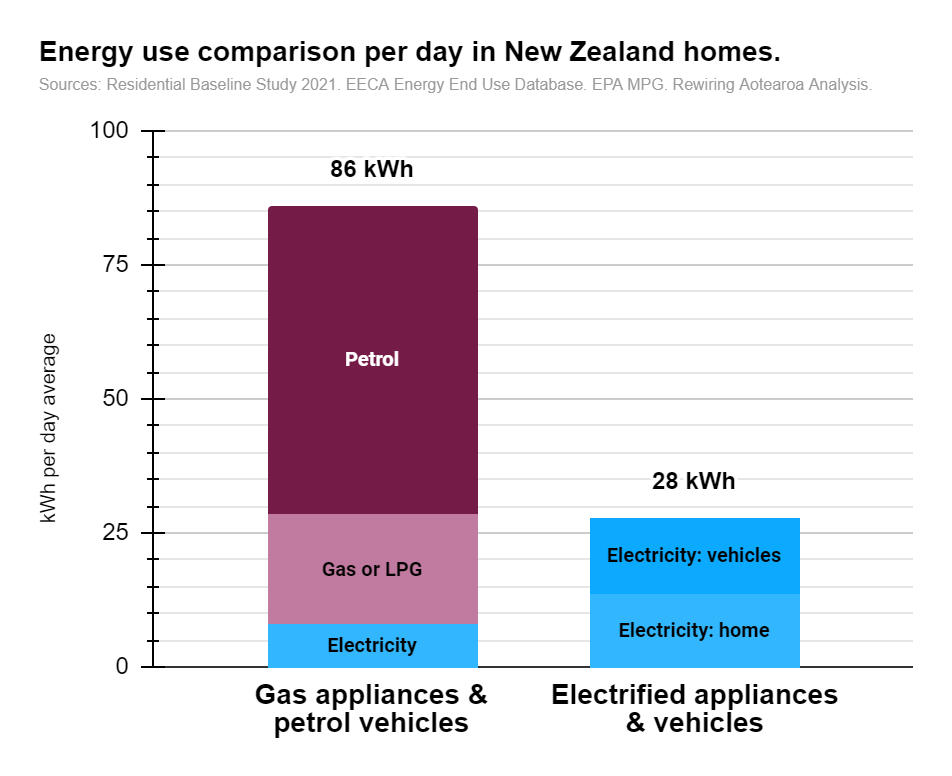 Energy use comparison per day in New Zealand homes.
Sources: Residential Baseline Study 2021. EECA Energy End Use Database. EPA MPG. Rewiring Aotearoa Analysis.
100
86 kWh
75
Petrol
50
kWh per day average
28 kWh
25
Electricity: vehicles
Gas or LPG
Electricity: home
Electricity
0
Gas appliances &
petrol vehicles
Electrified appliances
& vehicles